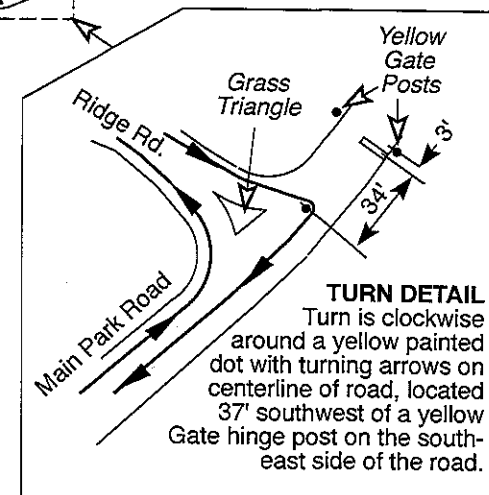 Yellow
Gate
Posts
Grass
Triangle
Ridge Rd.
3'
34'
Main Park Road
TURN DETAIL
Turn is clockwise
around a yellow painted
dot with turning arrows on
centerline of road, located
37' southwest of a yellow
Gate hinge post on the south-
east side of the road.